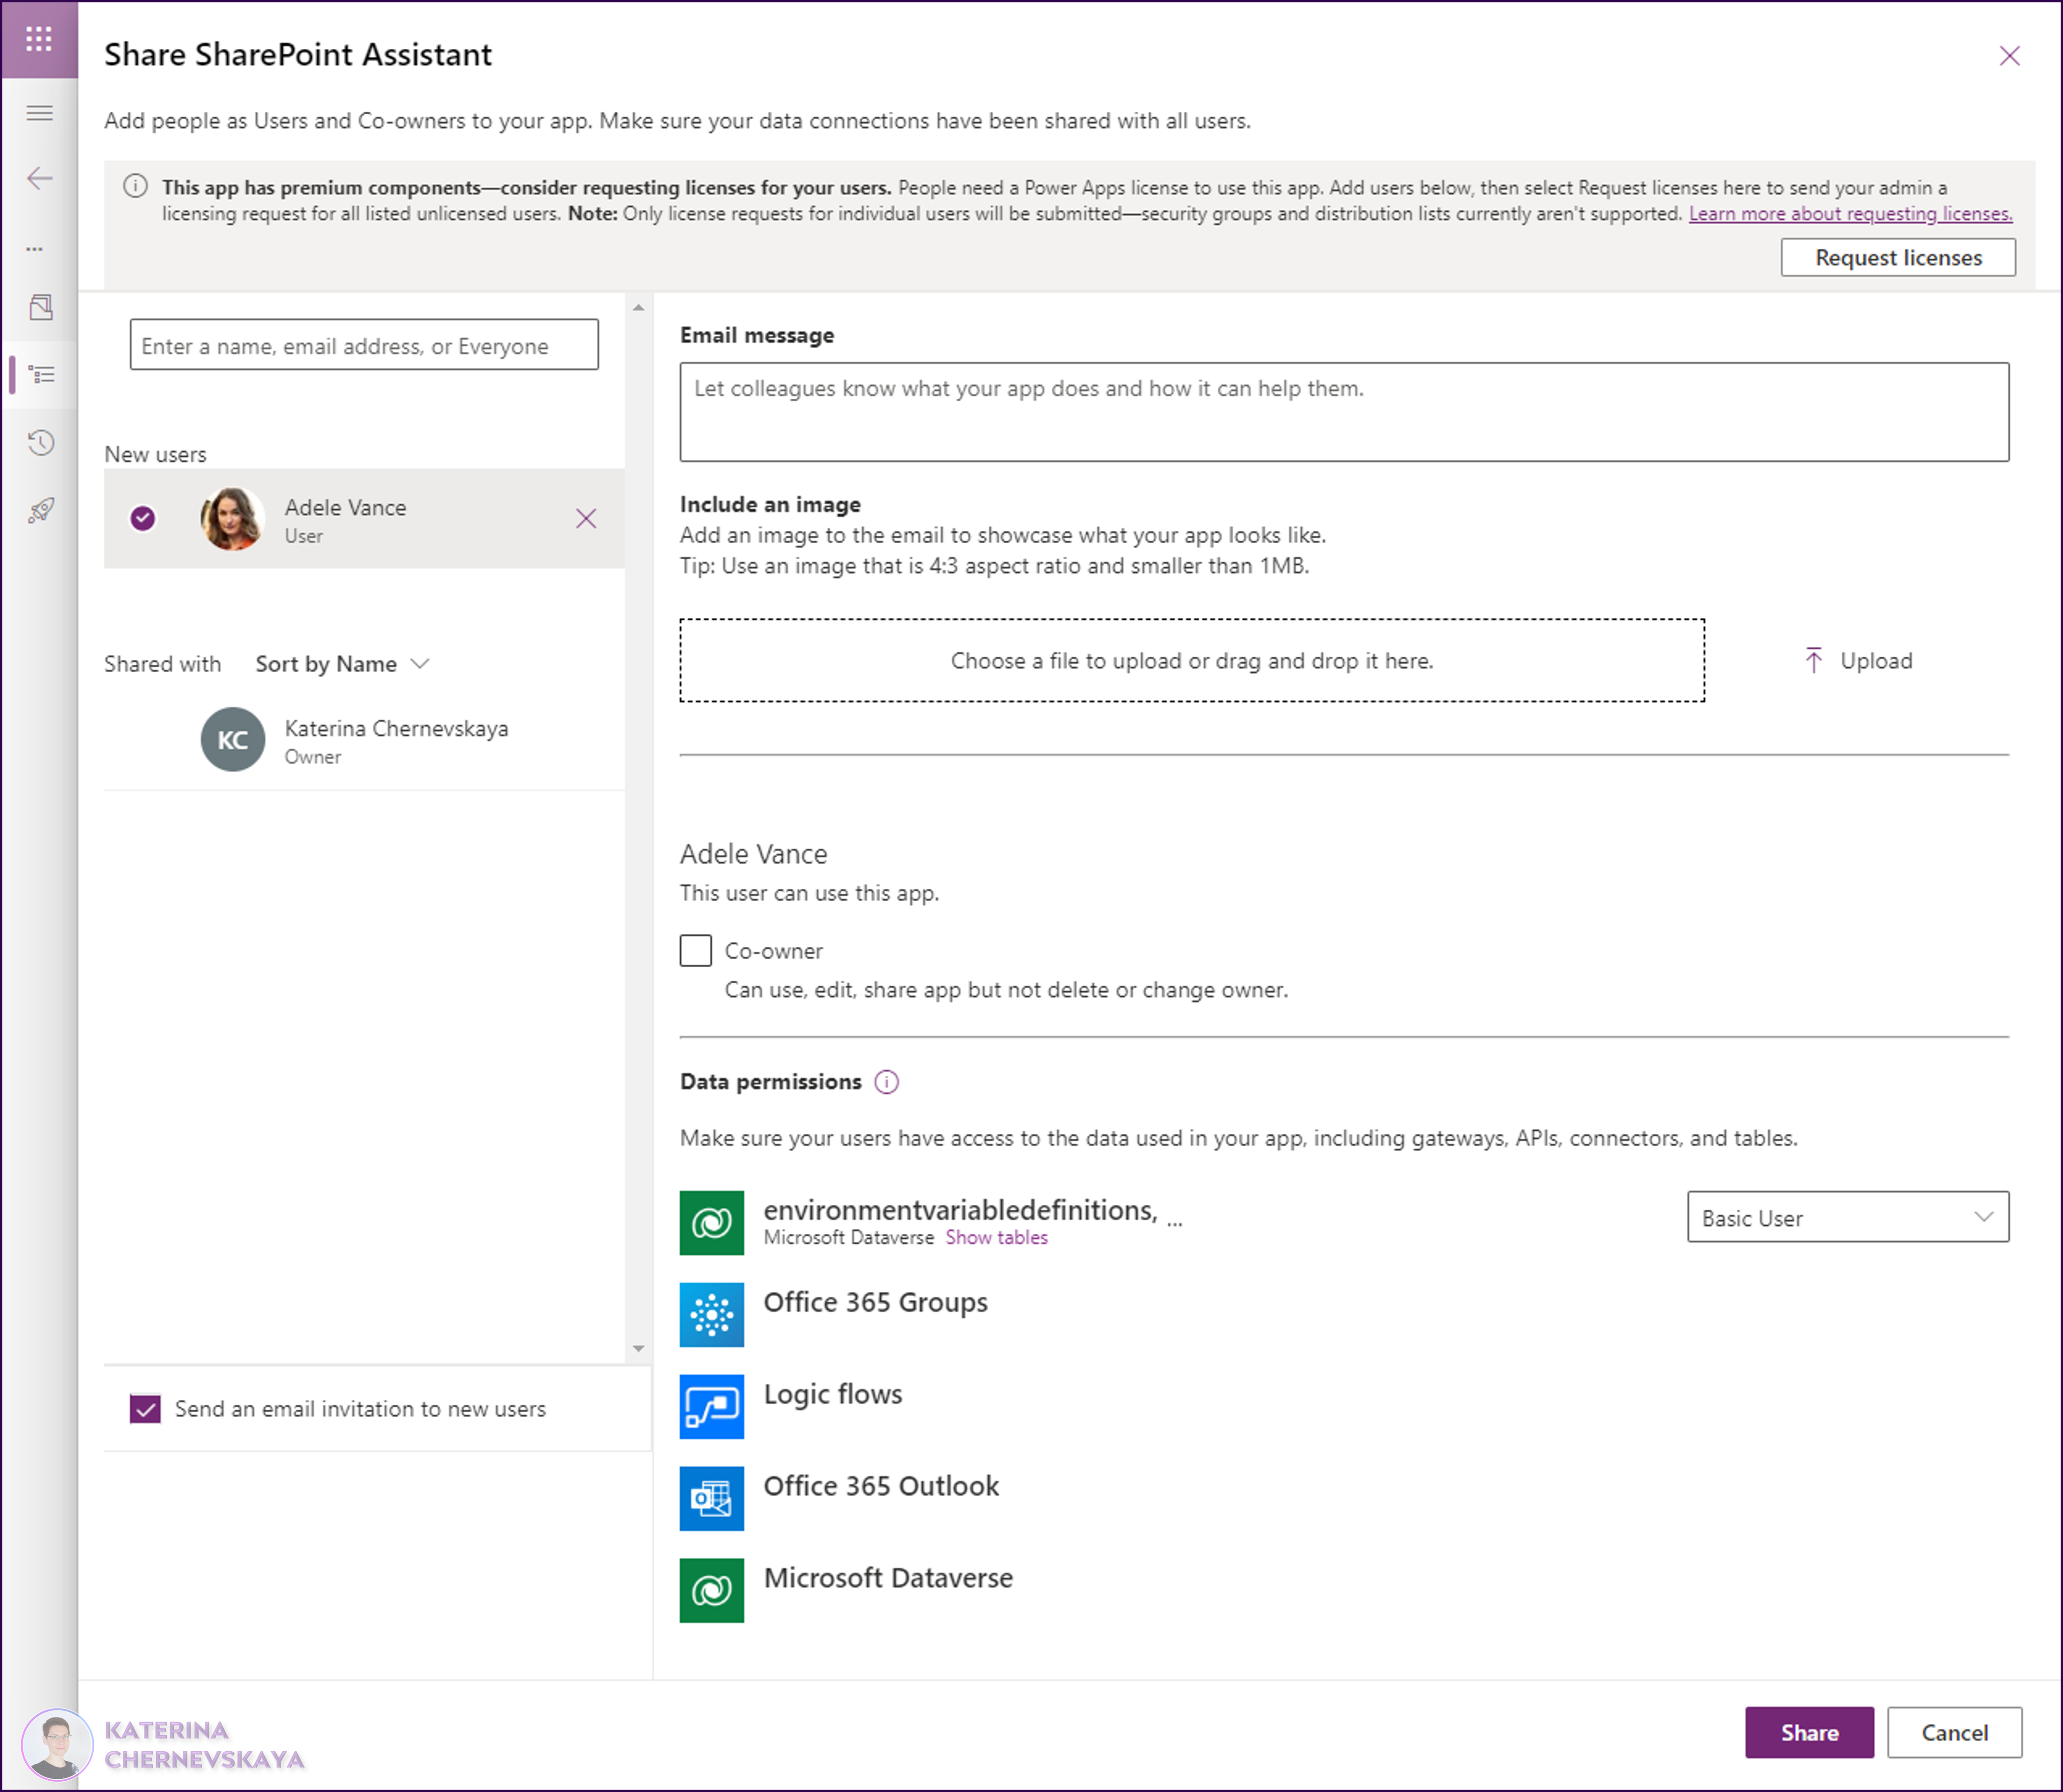 Share SharePoint Assistant
Add people as Users and Co-owners to your app. Make sure your data connections have been shared with all users.
This app has premium components—consider requesting licenses for your users. People need a Power Apps license to use this app. Add users below, then select Request licenses here to send your admin a
licensing request for all listed unlicensed users. Note: Only license requests for individual users will be submitted—security groups and distribution lists currently aren't supported. Learn more about requesting licenses.
Request licenses
Enter a name, email address, or Everyone
New users
Adele Vance
User
Shared with Sort by Name
KC
Katerina Chernevskaya
Owner
Send an email invitation to new users
Email message
Let colleagues know what your app does and how it can help them.
Include an image
Add an image to the email to showcase what your app looks like.
Tip: Use an image that is 4:3 aspect ratio and smaller than 1MB.
Choose a file to upload or drag and drop it here.
Upload
Adele Vance
This user can use this app.
Co-owner
Can use, edit, share app but not delete or change owner.
Data permissions
Make sure your users have access to the data used in your app, including gateways, APIs, connectors, and tables.
environmentvariabledefinitions, ...
Microsoft Dataverse Show tables
Basic User
Office 365 Groups
Logic flows
Office 365 Outlook
Microsoft Dataverse
Share
Cancel
KATERINA
CHERNEVSKAYA